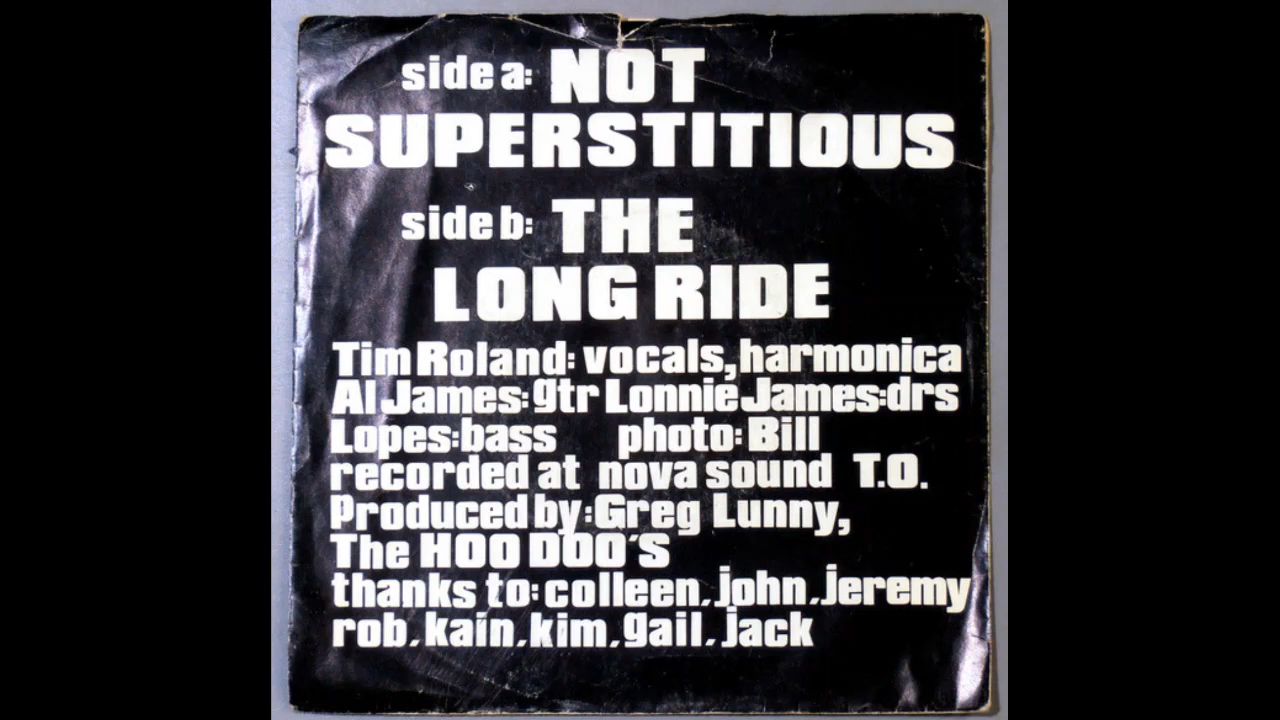 side a: NOT
SUPERSTITIOUS
side b: THE
LONG RIDE
Tim Roland: vocals, harmonica
Al James: gtr Lonnie James: drs
Lopes: bass photo: Bill
recorded at nova sound T.O.
Produced by: Greg Lunny,
The HOO DOO'S
thanks to: colleen, john, jeremy
rob, kain, kim, gail, jack